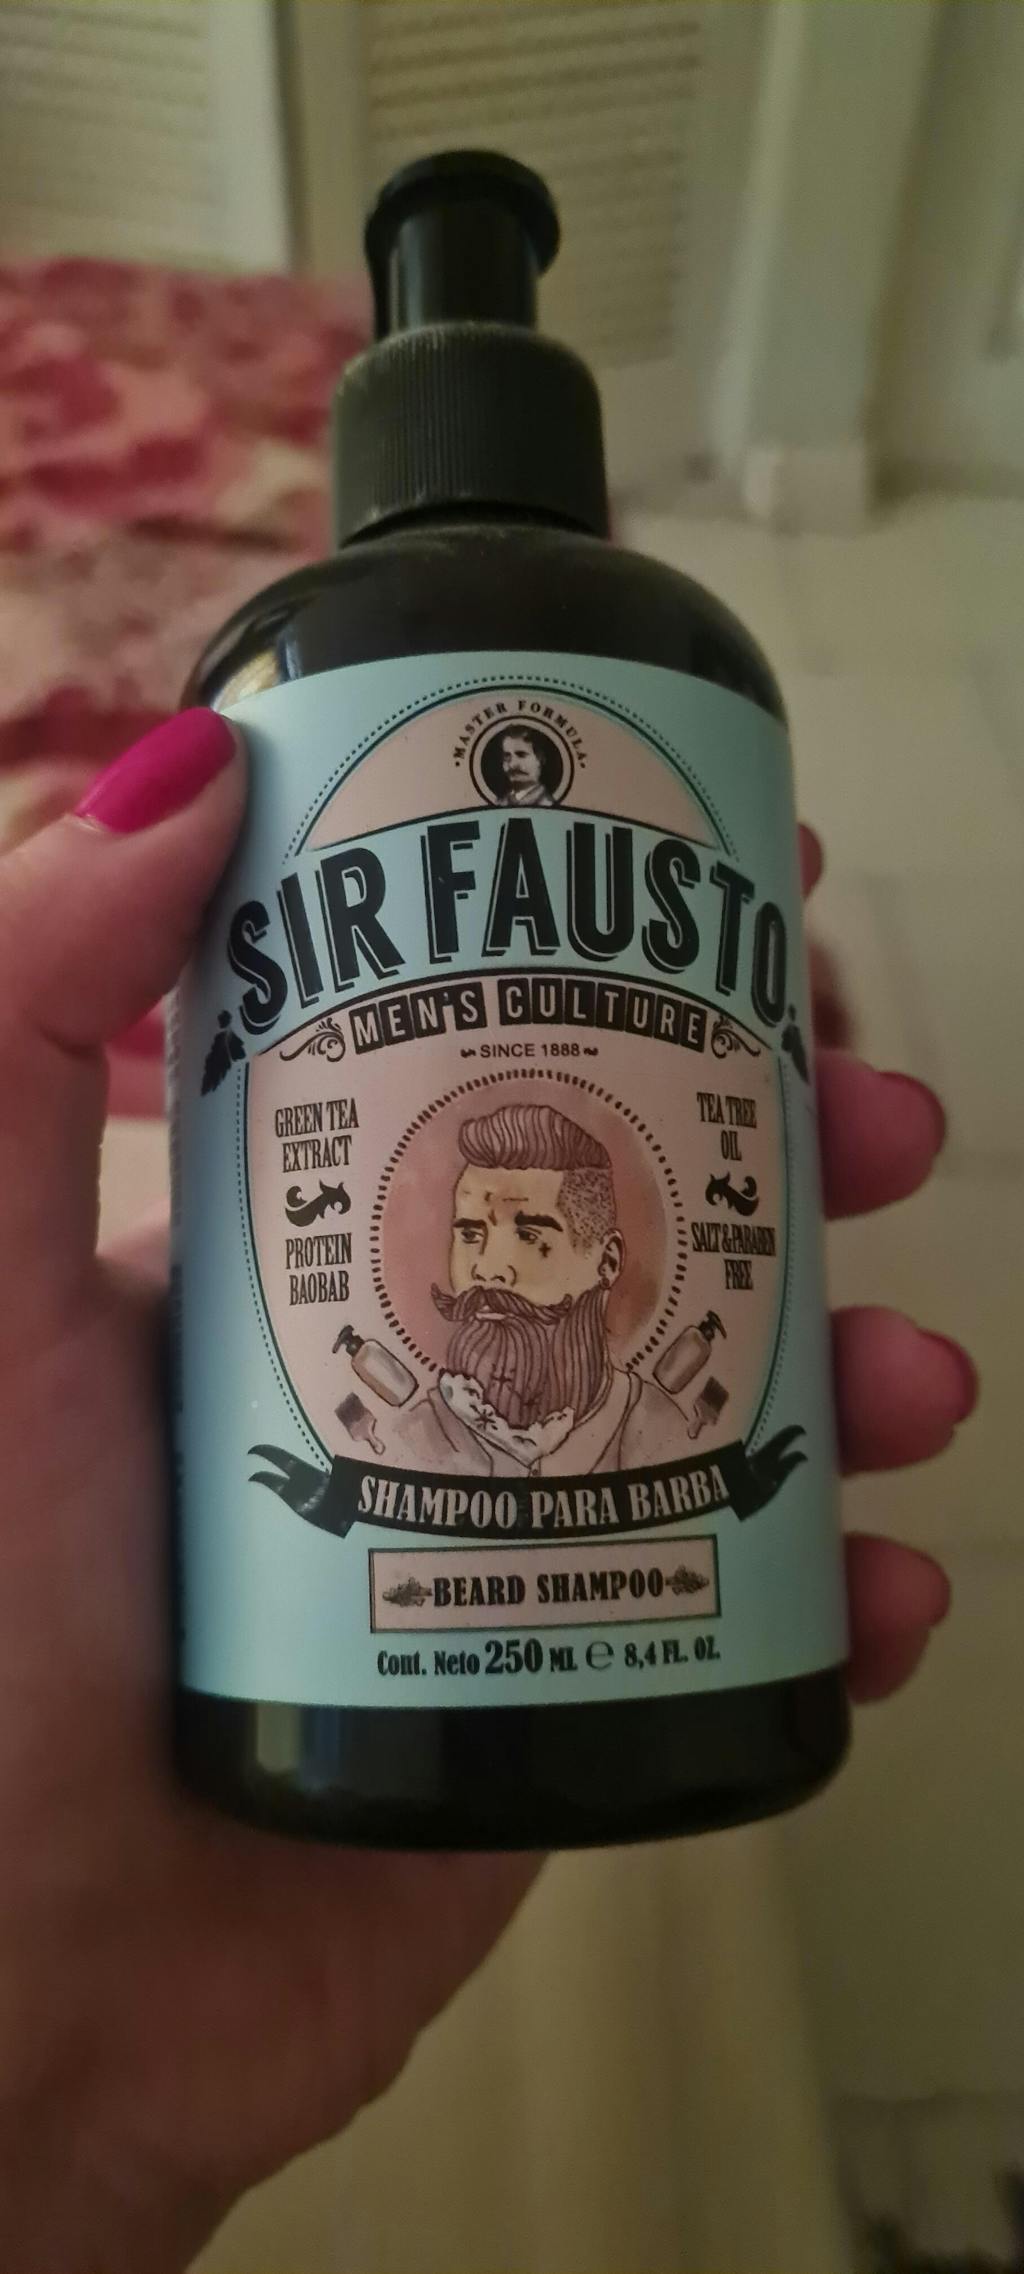 ·MASTER FORMULA·
SIR FAUSTO
MEN'S CULTURE
SINCE 1888
GREEN TEA
EXTRACT
PROTEIN
BAOBAB
TEA TREE
OIL
SALT & PARABEN
FREE
SHAMPOO PARA BARBA
BEARD SHAMPOO
Cont. Neto 250 ML ℮ 8,4 FL. OZ.